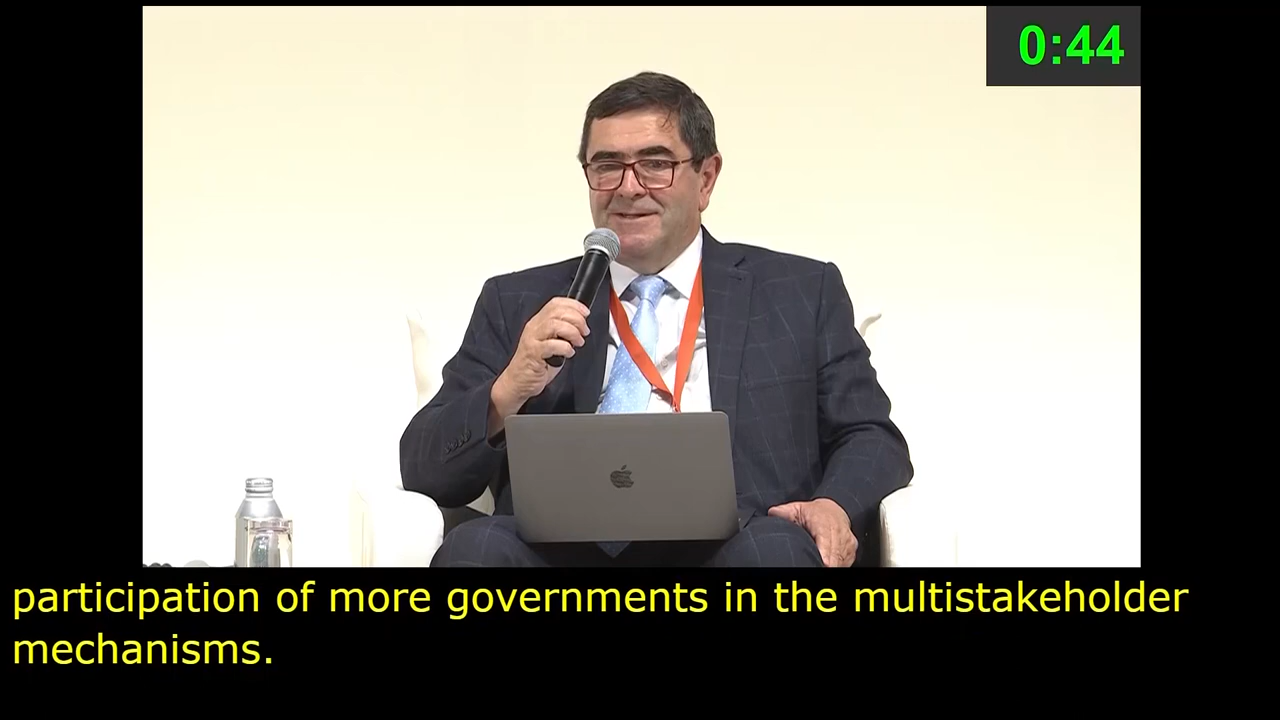 0:44
participation of more governments in the multistakeholder
mechanisms.